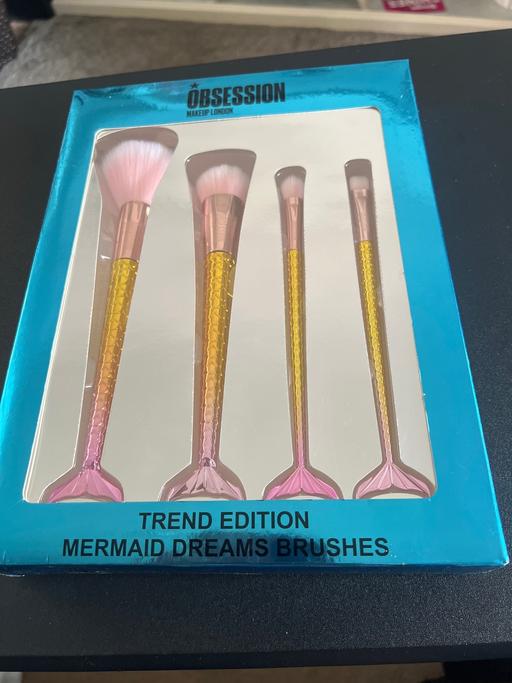 OBSESSION
MAKEUP LONDON
TREND EDITION
MERMAID DREAMS BRUSHES